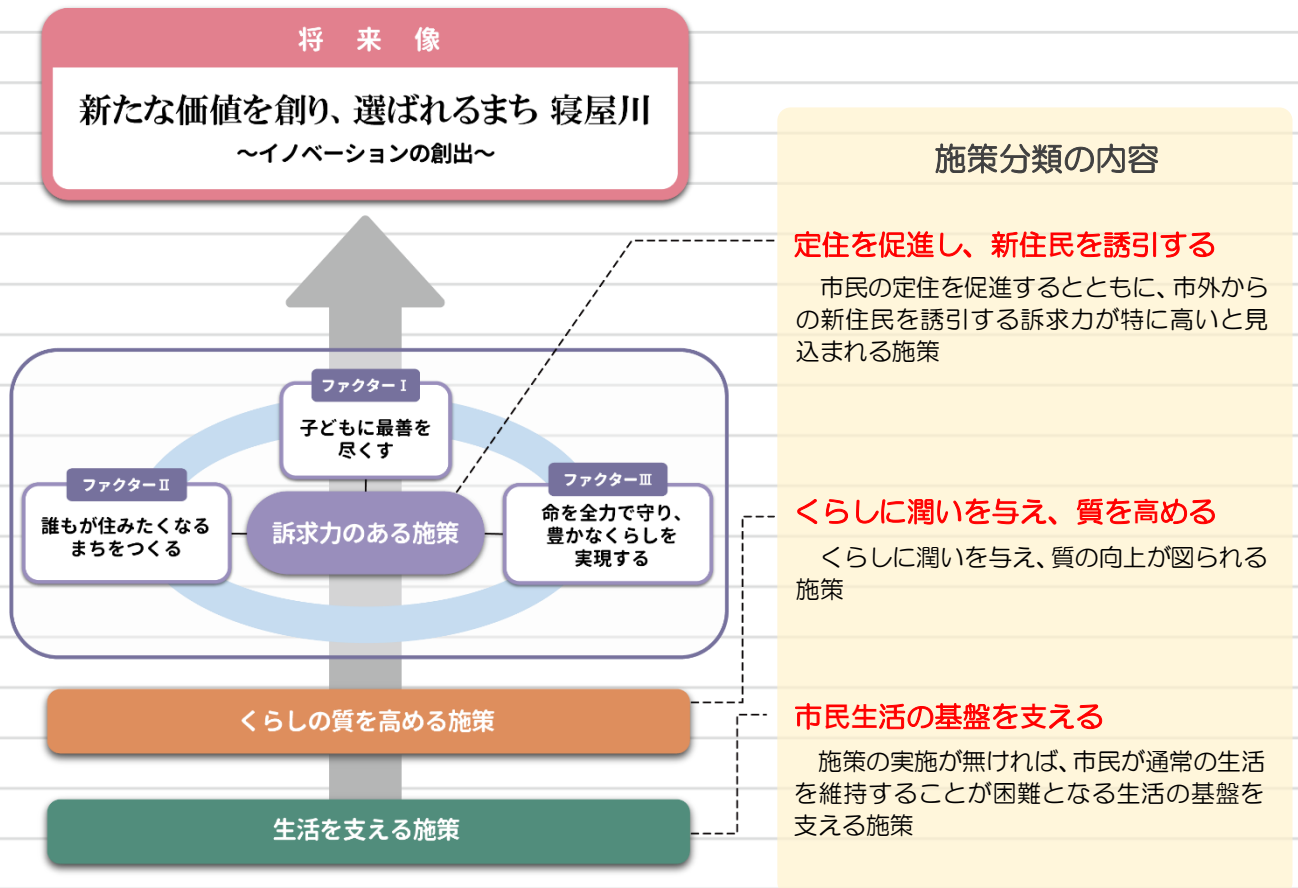 将来像
新たな価値を創り、選ばれるまち 寝屋川
～イノベーションの創出～
ファクターⅠ
子どもに最善を
尽くす
ファクターⅡ
誰もが住みたくなる
まちをつくる
訴求力のある施策
ファクターⅢ
命を全力で守り、
豊かなくらしを
実現する
くらしの質を高める施策
生活を支える施策
施策分類の内容
定住を促進し、新住民を誘引する
市民の定住を促進するとともに、市外から
の新住民を誘引する訴求力が特に高いと見
込まれる施策
くらしに潤いを与え、質を高める
くらしに潤いを与え、質の向上が図られる
施策
市民生活の基盤を支える
施策の実施が無ければ、市民が通常の生活
を維持することが困難となる生活の基盤を
支える施策